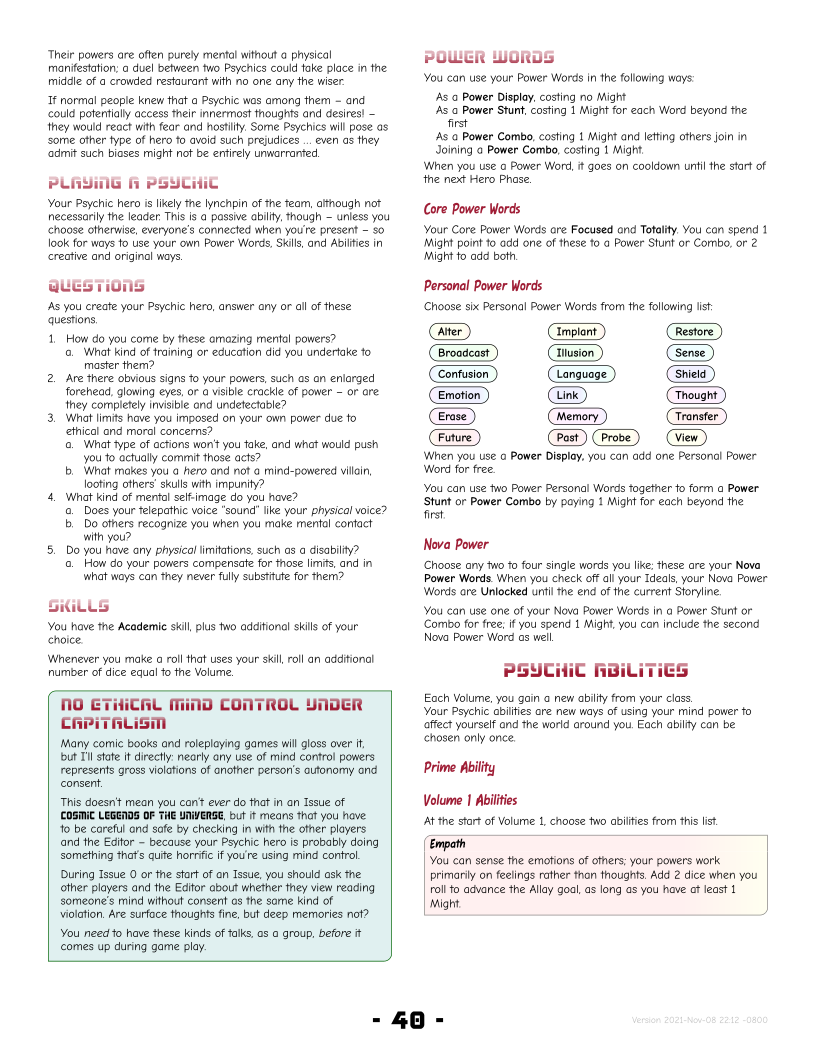 Their powers are often purely mental without a physical
manifestation; a duel between two Psychics could take place in the
middle of a crowded restaurant with no one any the wiser.
If normal people knew that a Psychic was among them – and
could potentially access their innermost thoughts and desires! –
they would react with fear and hostility. Some Psychics will pose as
some other type of hero to avoid such prejudices ... even as they
admit such biases might not be entirely unwarranted.
Playing a Psychic
Your Psychic hero is likely the lynchpin of the team, although not
necessarily the leader. This is a passive ability, though – unless you
choose otherwise, everyone's connected when you're present – so
look for ways to use your own Power Words, Skills, and Abilities in
creative and original ways.
Questions
As you create your Psychic hero, answer any or all of these
questions.
1. How do you come by these amazing mental powers?
a. What kind of training or education did you undertake to
master them?
2. Are there obvious signs to your powers, such as an enlarged
forehead, glowing eyes, or a visible crackle of power – or are
they completely invisible and undetectable?
3. What limits have you imposed on your own power due to
ethical and moral concerns?
a. What type of actions won't you take, and what would push
you to actually commit those acts?
b. What makes you a hero and not a mind-powered villain,
looting others' skulls with impunity?
4. What kind of mental self-image do you have?
a. Does your telepathic voice "sound" like your physical voice?
b. Do others recognize you when you make mental contact
with you?
5. Do you have any physical limitations, such as a disability?
a. How do your powers compensate for those limits, and in
what ways can they never fully substitute for them?
Skills
You have the Academic skill, plus two additional skills of your
choice.
Whenever you make a roll that uses your skill, roll an additional
number of dice equal to the Volume.
No Ethical Mind Control Under
Capitalism
Many comic books and roleplaying games will gloss over it,
but I'll state it directly: nearly any use of mind control powers
represents gross violations of another person's autonomy and
consent.
This doesn't mean you can't ever do that in an Issue of
Cosmic Legends of the Universe, but it means that you have
to be careful and safe by checking in with the other players
and the Editor – because your Psychic hero is probably doing
something that's quite horrific if you're using mind control.
During Issue 0 or the start of an Issue, you should ask the
other players and the Editor about whether they view reading
someone's mind without consent as the same kind of
violation. Are surface thoughts fine, but deep memories not?
You need to have these kinds of talks, as a group, before it
comes up during game play.
Power Words
You can use your Power Words in the following ways:
As a Power Display, costing no Might
As a Power Stunt, costing 1 Might for each Word beyond the
first
As a Power Combo, costing 1 Might and letting others join in
Joining a Power Combo, costing 1 Might.
When you use a Power Word, it goes on cooldown until the start of
the next Hero Phase.
Core Power Words
Your Core Power Words are Focused and Totality. You can spend 1
Might point to add one of these to a Power Stunt or Combo, or 2
Might to add both.
Personal Power Words
Choose six Personal Power Words from the following list:
Alter Implant Restore
Broadcast Illusion Sense
Confusion Language Shield
Emotion Link Thought
Erase Memory Transfer
Future Past Probe View
When you use a Power Display, you can add one Personal Power
Word for free.
You can use two Power Personal Words together to form a Power
Stunt or Power Combo by paying 1 Might for each beyond the
first.
Nova Power
Choose any two to four single words you like; these are your Nova
Power Words. When you check off all your Ideals, your Nova Power
Words are Unlocked until the end of the current Storyline.
You can use one of your Nova Power Words in a Power Stunt or
Combo for free; if you spend 1 Might, you can include the second
Nova Power Word as well.
Psychic Abilities
Each Volume, you gain a new ability from your class.
Your Psychic abilities are new ways of using your mind power to
affect yourself and the world around you. Each ability can be
chosen only once.
Prime Ability
Volume 1 Abilities
At the start of Volume 1, choose two abilities from this list.
Empath
You can sense the emotions of others; your powers work
primarily on feelings rather than thoughts. Add 2 dice when you
roll to advance the Allay goal, as long as you have at least 1
Might.
- 40 -
Version 2021-Nov-08 22:12 -0800